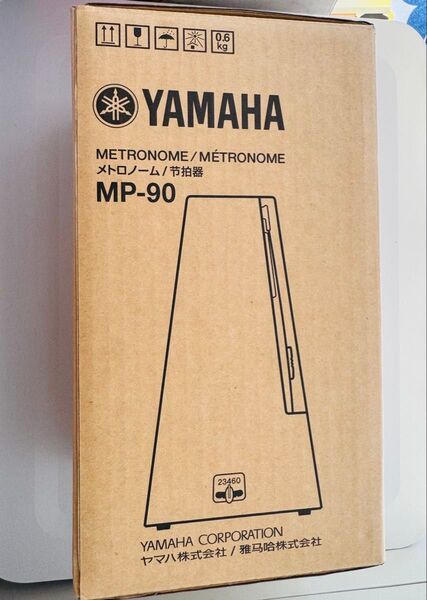 0.6
kg
YAMAHA
METRONOME/MÉTRONOME
メトロノーム/节拍器
MP-90
23460
YAMAHA CORPORATION
ヤマハ株式会社 / 雅马哈株式会社